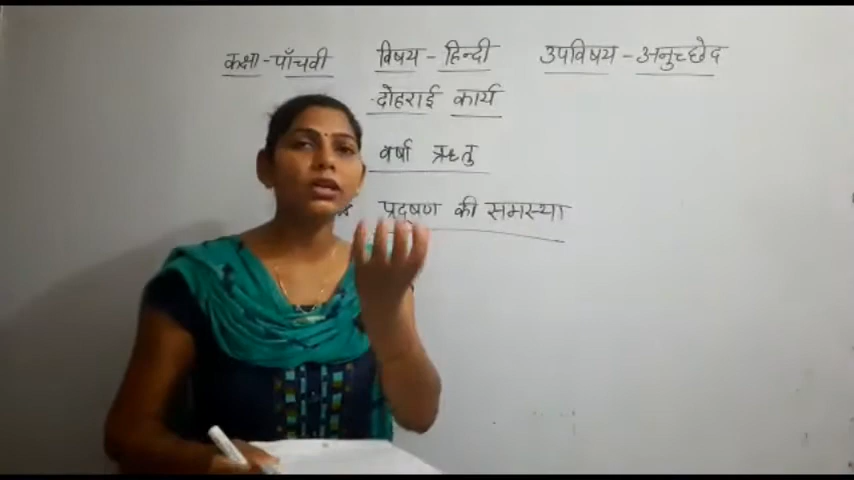 कक्षा-पाँचवी विषय-हिन्दी उपविषय-अनुच्छेद
दोहराई कार्य
वर्षा ऋतु
प्रदूषण की समस्या